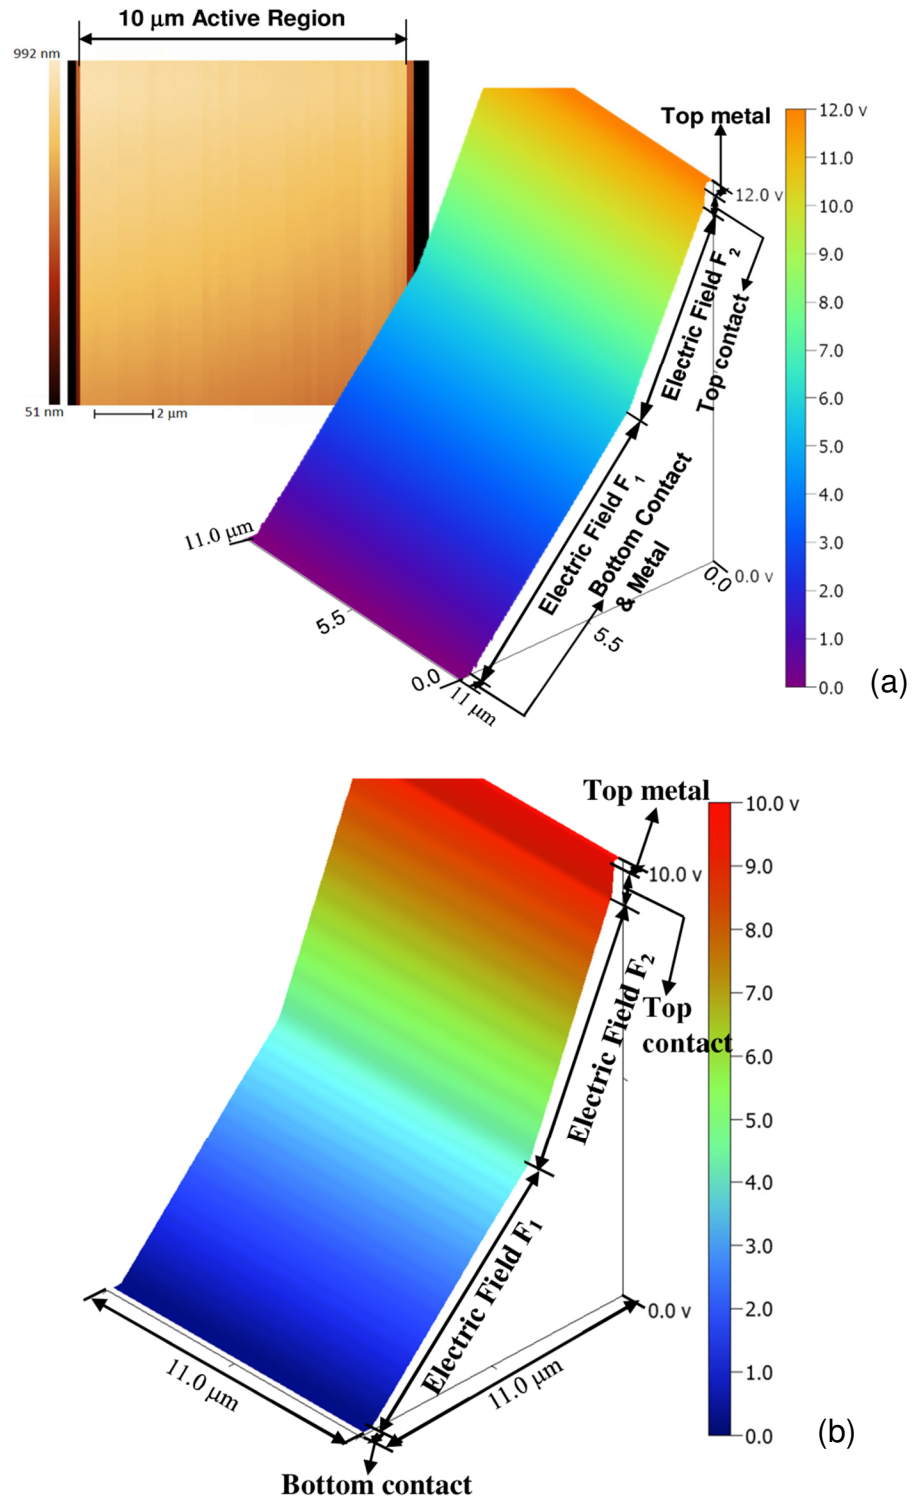 10 μm Active Region
992 nm
51 nm
2 μm
Top metal
12.0 v
Electric Field F2
Top contact
Electric Field F1
Bottom Contact
& Metal
0.0 v
0.0
5.5
11 μm
0.0
5.5
11.0 μm
12.0 v
11.0
10.0
9.0
8.0
7.0
6.0
5.0
4.0
3.0
2.0
1.0
0.0
(a)
Top metal
10.0 v
Electric Field F2
Top
contact
Electric Field F1
0.0 v
11.0 μm
11.0 μm
Bottom contact
10.0 v
9.0
8.0
7.0
6.0
5.0
4.0
3.0
2.0
1.0
0.0
(b)